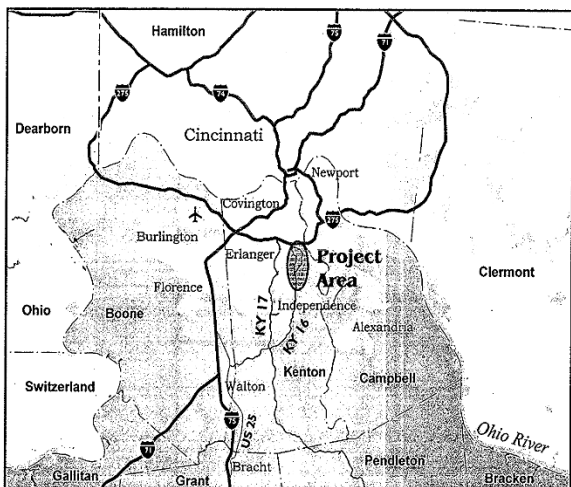 Hamilton
75
71
275
74
Dearborn
Cincinnati
Newport
Covington
275
Burlington
Erlanger
Project
Area
Clermont
Ohio
Boone
Florence
KY 17
Independence
KY 16
Alexandria
Switzerland
Walton
Kenton
Campbell
75
US 25
71
Ohio River
Gallitan
Grant
Bracht
Pendleton
Bracken